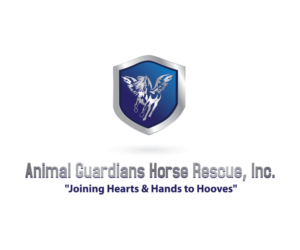 Animal Guardians Horse Rescue, Inc.
"Joining Hearts & Hands to Hooves"